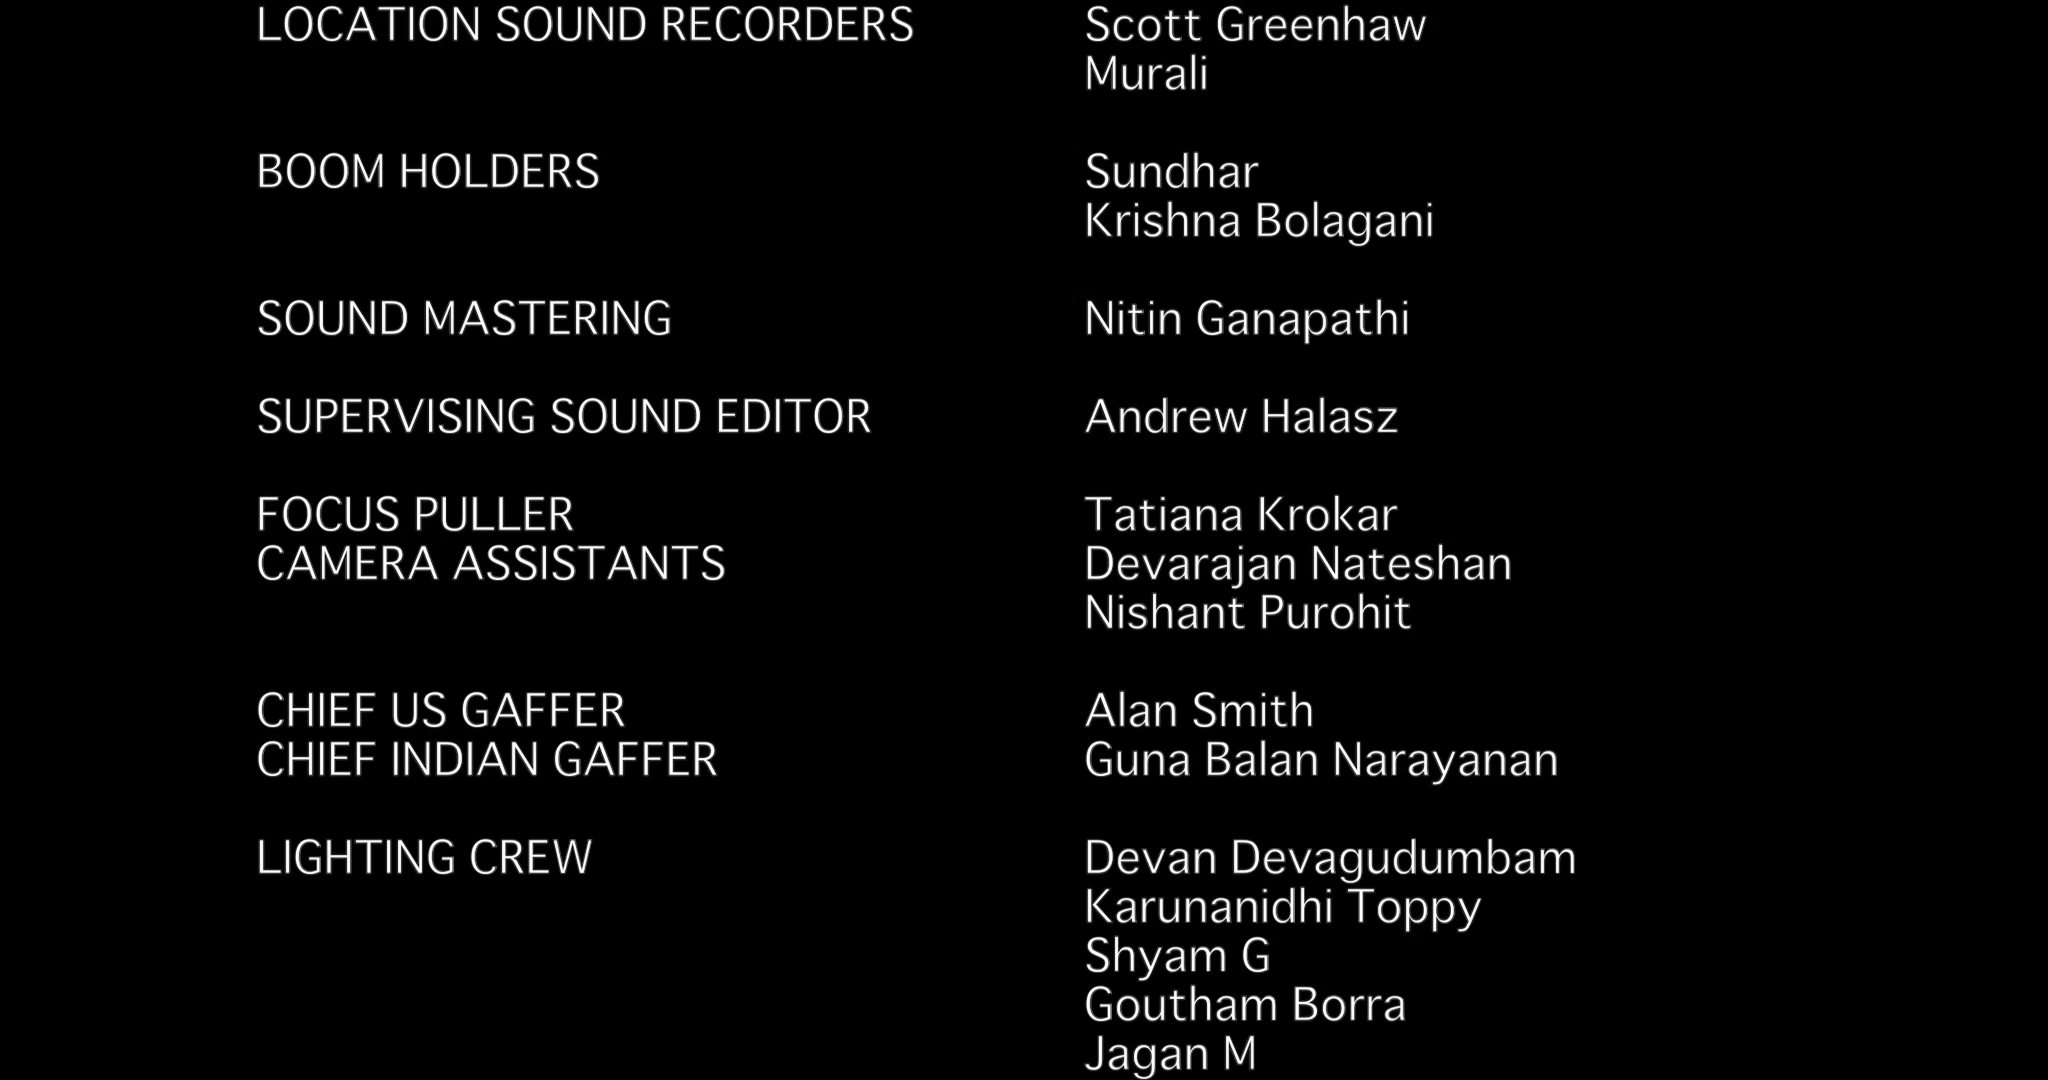 LOCATION SOUND RECORDERS Scott Greenhaw
Murali
BOOM HOLDERS Sundhar
Krishna Bolagani
SOUND MASTERING Nitin Ganapathi
SUPERVISING SOUND EDITOR Andrew Halasz
FOCUS PULLER Tatiana Krokar
CAMERA ASSISTANTS Devarajan Nateshan
Nishant Purohit
CHIEF US GAFFER Alan Smith
CHIEF INDIAN GAFFER Guna Balan Narayanan
LIGHTING CREW Devan Devagudumbam
Karunanidhi Toppy
Shyam G
Goutham Borra
Jagan M